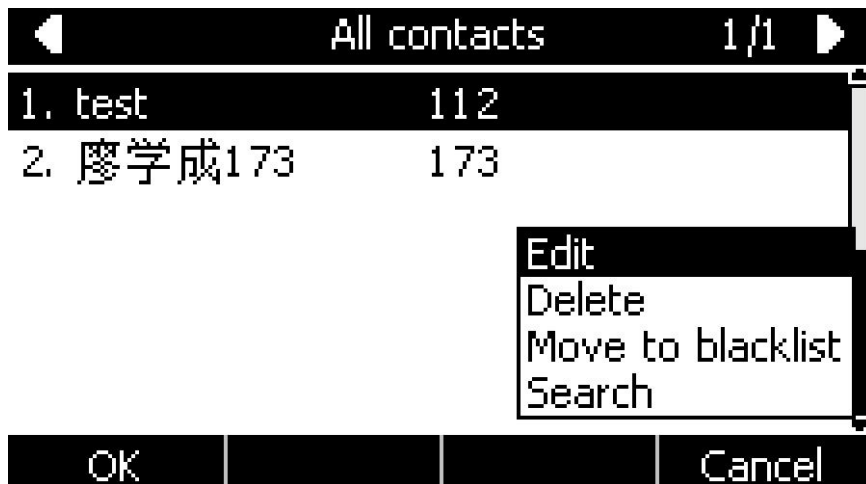 All contacts 1/1
1. test 112
2. 廖学成173 173
Edit
Delete
Move to blacklist
Search
OK Cancel